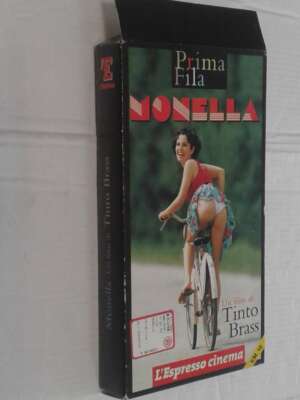 Prima
Fila
MONELLA
Un film di
Tinto
Brass
L'Espresso cinema
E
Monella
Tinto Brass